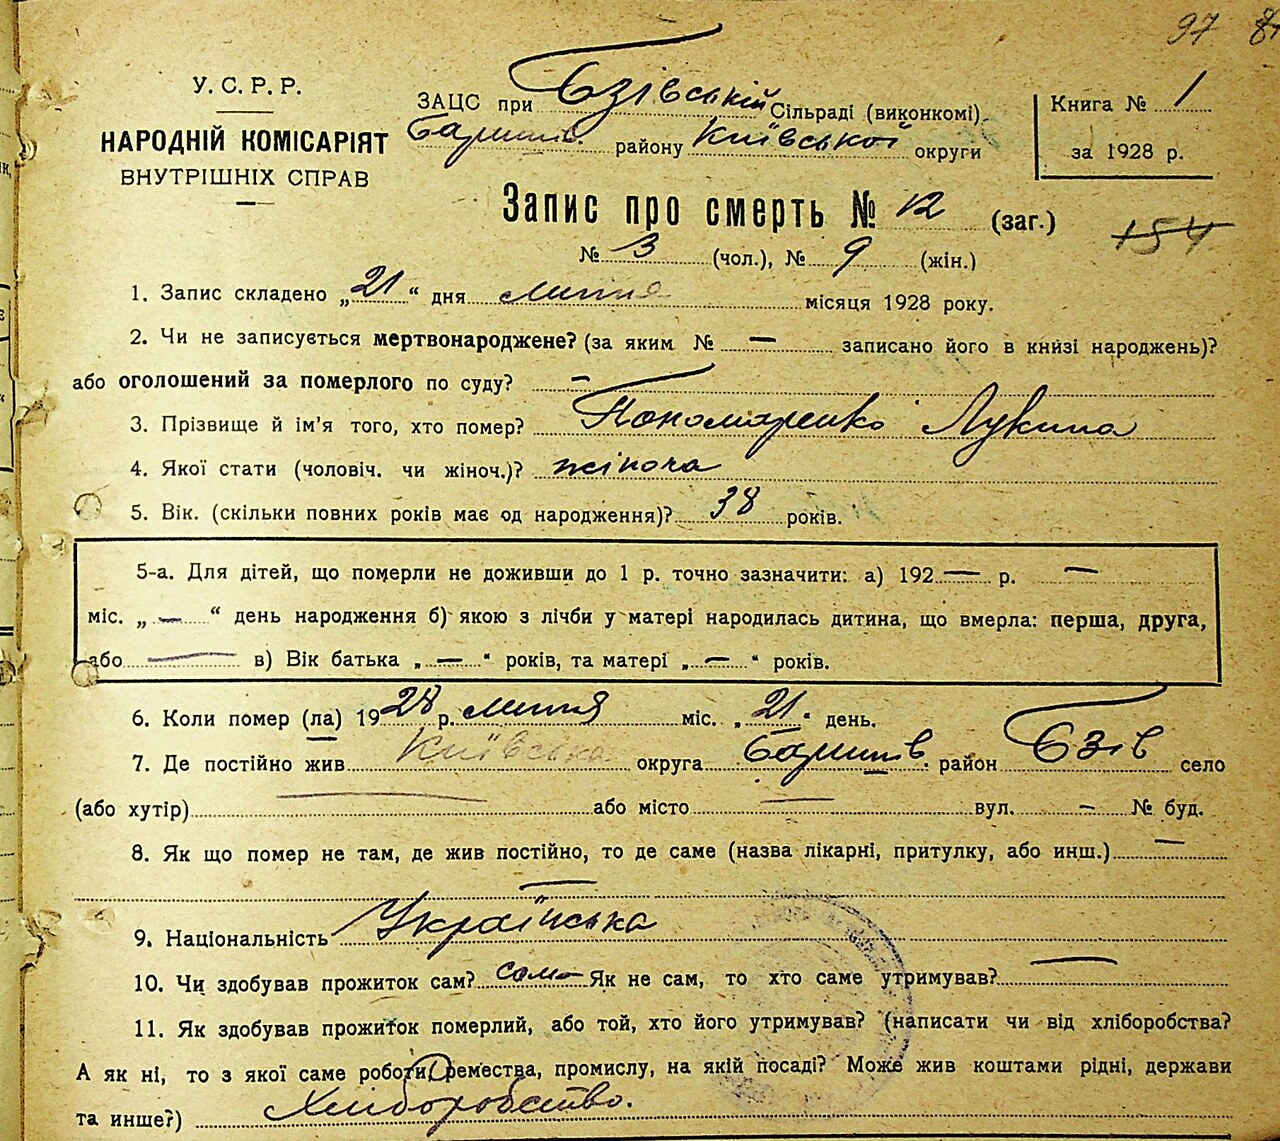 97
У. С. Р. Р.
НАРОДНІЙ КОМІСАРІЯТ
ВНУТРІШНІХ СПРАВ
ЗАЦС при Бзівській Сільраді (виконкомі)
Баришів. району Київської округи
Книга № 1
за 1928 р.
Запис про смерть № 12 (заг.)
154
№ 3 (чол.), № 9 (жін.)
1. Запис складено „21“ дня липня місяця 1928 року.
2. Чи не записується мертвонароджене? (за яким № — записано його в книзі народжень)?
або оголошений за померлого по суду? —
3. Прізвище й ім'я того, хто помер? Пономаренко Лукина
4. Якої стати (чоловіч. чи жіноч.)? жіноча
5. Вік. (скільки повних років має од народження)? 38 років.
5-а. Для дітей, що померли не доживши до 1 р. точно зазначити: а) 192 — р. —
міс. „ — “ день народження б) якою з лічби у матері народилась дитина, що вмерла: перша, друга,
або — в) Вік батька „ — “ років, та матері „ — “ років.
6. Коли помер (ла) 1928 р. липня міс. „21“ день.
7. Де постійно жив Київська округа Баришів. район Бзів село
(або хутір) — або місто — вул. — № буд.
8. Як що помер не там, де жив постійно, то де саме (назва лікарні, притулку, або инш.) —
—
9. Національність Українська
10. Чи здобував прожиток сам? сама Як не сам, то хто саме утримував? —
11. Як здобував прожиток померлий, або той, хто його утримував? (написати чи від хліборобства?
А як ні, то з якої саме роботи, ремества, промислу, на якій посаді? Може жив коштами рідні, держави
та инше?) Хліборобство.